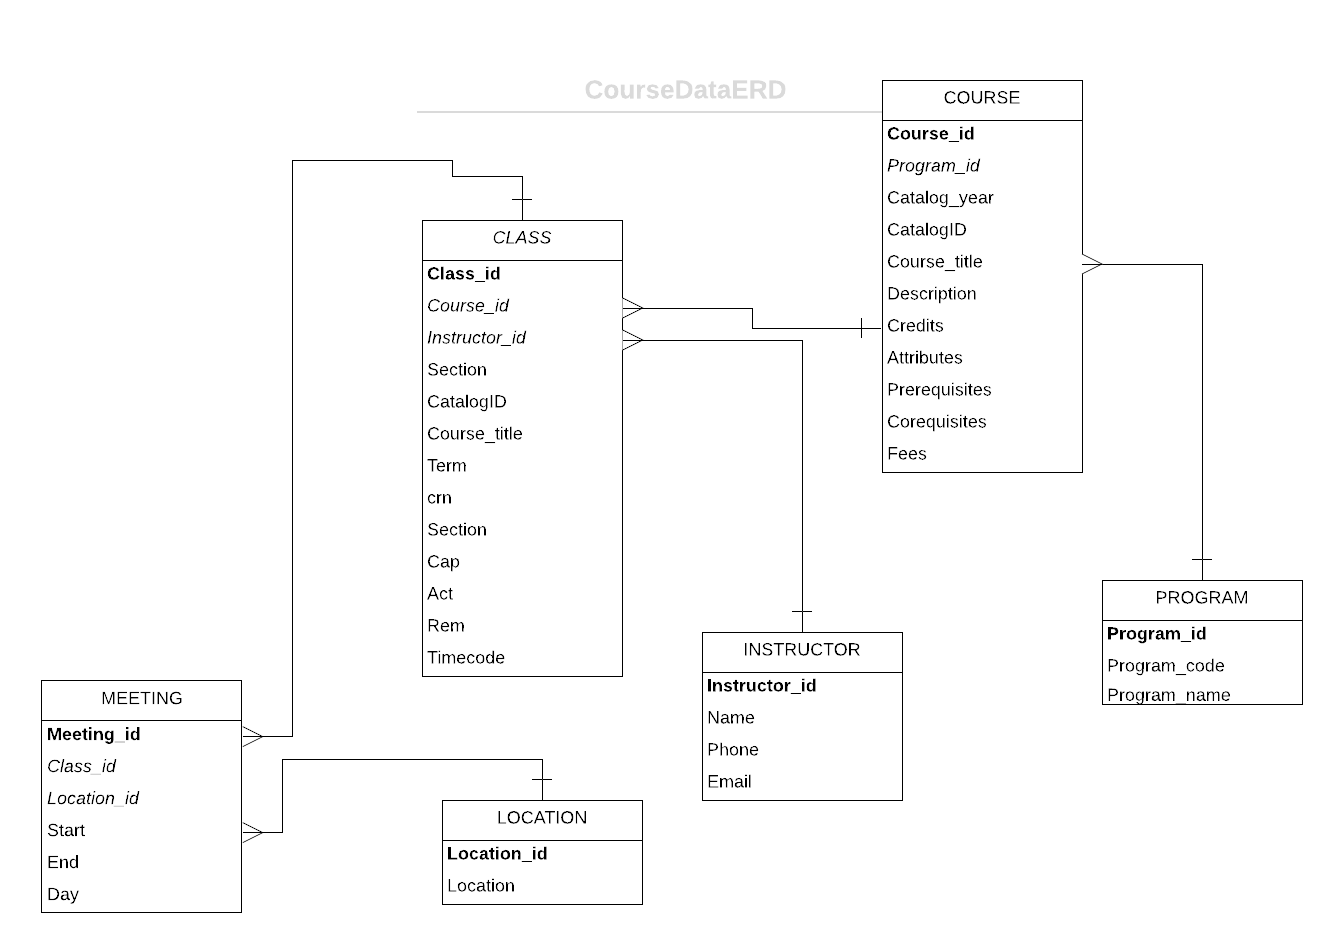 CourseDataERD
COURSE
Course_id
Program_id
Catalog_year
CatalogID
Course_title
Description
Credits
Attributes
Prerequisites
Corequisites
Fees
CLASS
Class_id
Course_id
Instructor_id
Section
CatalogID
Course_title
Term
crn
Section
Cap
Act
Rem
Timecode
PROGRAM
Program_id
Program_code
Program_name
INSTRUCTOR
Instructor_id
Name
Phone
Email
MEETING
Meeting_id
Class_id
Location_id
Start
End
Day
LOCATION
Location_id
Location